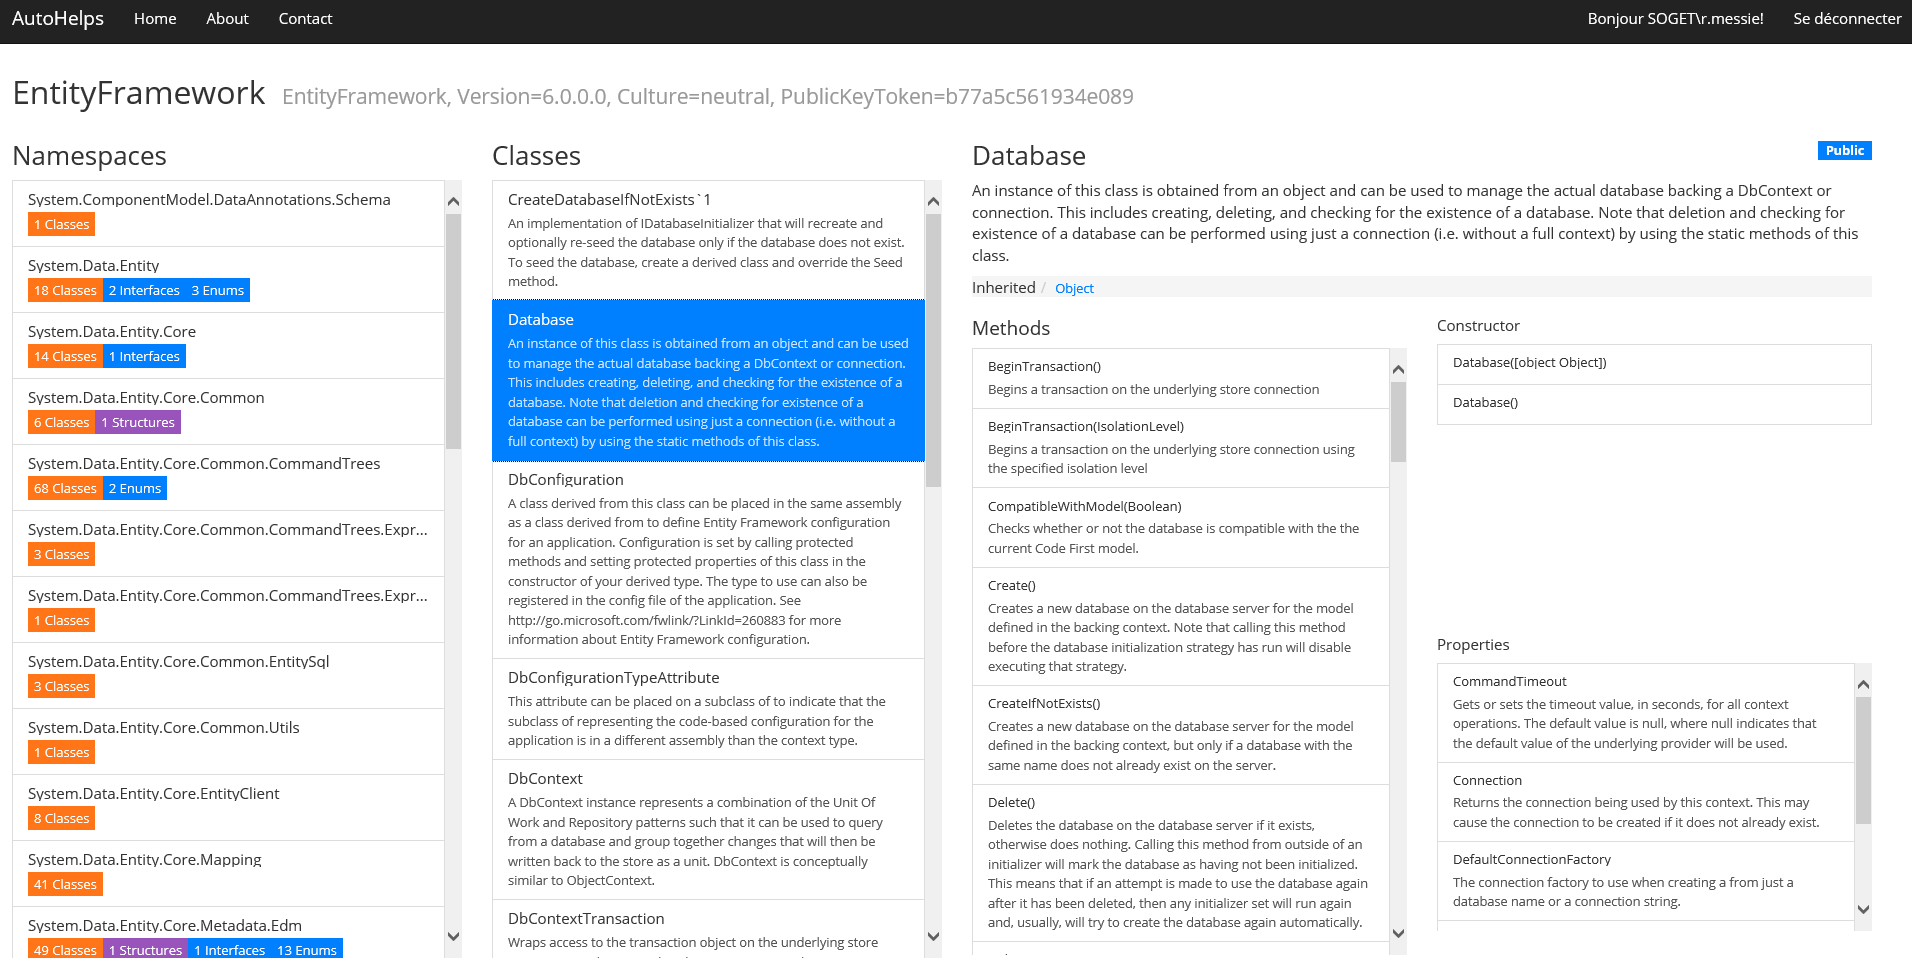 AutoHelps Home About Contact Bonjour SOGET\r.messie! Se déconnecter
EntityFramework EntityFramework, Version=6.0.0.0, Culture=neutral, PublicKeyToken=b77a5c561934e089
Namespaces
System.ComponentModel.DataAnnotations.Schema
1 Classes
System.Data.Entity
18 Classes 2 Interfaces 3 Enums
System.Data.Entity.Core
14 Classes 1 Interfaces
System.Data.Entity.Core.Common
6 Classes 1 Structures
System.Data.Entity.Core.Common.CommandTrees
68 Classes 2 Enums
System.Data.Entity.Core.Common.CommandTrees.Expr...
3 Classes
System.Data.Entity.Core.Common.CommandTrees.Expr...
1 Classes
System.Data.Entity.Core.Common.EntitySql
3 Classes
System.Data.Entity.Core.Common.Utils
1 Classes
System.Data.Entity.Core.EntityClient
8 Classes
System.Data.Entity.Core.Mapping
41 Classes
System.Data.Entity.Core.Metadata.Edm
49 Classes 1 Structures 1 Interfaces 13 Enums
Classes
CreateDatabaseIfNotExists`1
An implementation of IDatabaseInitializer that will recreate and
optionally re-seed the database only if the database does not exist.
To seed the database, create a derived class and override the Seed
method.
Database
An instance of this class is obtained from an object and can be used
to manage the actual database backing a DbContext or connection.
This includes creating, deleting, and checking for the existence of a
database. Note that deletion and checking for existence of a
database can be performed using just a connection (i.e. without a
full context) by using the static methods of this class.
DbConfiguration
A class derived from this class can be placed in the same assembly
as a class derived from to define Entity Framework configuration
for an application. Configuration is set by calling protected
methods and setting protected properties of this class in the
constructor of your derived type. The type to use can also be
registered in the config file of the application. See
http://go.microsoft.com/fwlink/?LinkId=260883 for more
information about Entity Framework configuration.
DbConfigurationTypeAttribute
This attribute can be placed on a subclass of to indicate that the
subclass of representing the code-based configuration for the
application is in a different assembly than the context type.
DbContext
A DbContext instance represents a combination of the Unit Of
Work and Repository patterns such that it can be used to query
from a database and group together changes that will then be
written back to the store as a unit. DbContext is conceptually
similar to ObjectContext.
DbContextTransaction
Wraps access to the transaction object on the underlying store
Database Public
An instance of this class is obtained from an object and can be used to manage the actual database backing a DbContext or
connection. This includes creating, deleting, and checking for the existence of a database. Note that deletion and checking for
existence of a database can be performed using just a connection (i.e. without a full context) by using the static methods of this
class.
Inherited / Object
Methods
BeginTransaction()
Begins a transaction on the underlying store connection
BeginTransaction(IsolationLevel)
Begins a transaction on the underlying store connection using
the specified isolation level
CompatibleWithModel(Boolean)
Checks whether or not the database is compatible with the the
current Code First model.
Create()
Creates a new database on the database server for the model
defined in the backing context. Note that calling this method
before the database initialization strategy has run will disable
executing that strategy.
CreateIfNotExists()
Creates a new database on the database server for the model
defined in the backing context, but only if a database with the
same name does not already exist on the server.
Delete()
Deletes the database on the database server if it exists,
otherwise does nothing. Calling this method from outside of an
initializer will mark the database as having not been initialized.
This means that if an attempt is made to use the database again
after it has been deleted, then any initializer set will run again
and, usually, will try to create the database again automatically.
Constructor
Database([object Object])
Database()
Properties
CommandTimeout
Gets or sets the timeout value, in seconds, for all context
operations. The default value is null, where null indicates that
the default value of the underlying provider will be used.
Connection
Returns the connection being used by this context. This may
cause the connection to be created if it does not already exist.
DefaultConnectionFactory
The connection factory to use when creating a from just a
database name or a connection string.